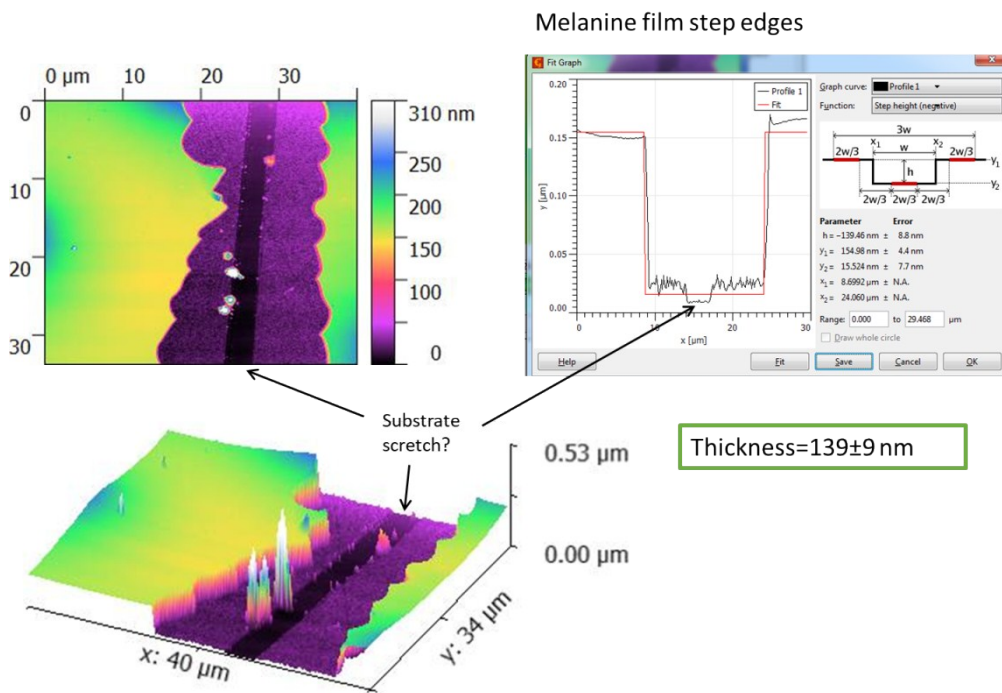 Melanine film step edges
0 µm 20 30
0
10
20
30
310 nm
250
200
150
100
0
Fit Graph
0.20
0.15
0.10
0.05
0.00
y [µm]
0 10 20 30
x [µm]
Profile 1
Fit
Graph curve: Profile 1
Function: Step height (negative)
3w
2w/3 x₁ w x₂ 2w/3
h
y₁
y₂
2w/3 2w/3 2w/3
Parameter Error
h = −139.46 nm ± 8.8 nm
y₁ = 154.98 nm ± 4.4 nm
y₂ = 15.524 nm ± 7.7 nm
x₁ = 8.6992 µm ± N.A.
x₂ = 24.060 µm ± N.A.
Range: 0.000 to 29.468 µm
Draw whole circle
Help Fit Save Cancel OK
Substrate
scretch?
Thickness=139±9 nm
0.53 µm
0.00 µm
x: 40 µm
y: 34 µm